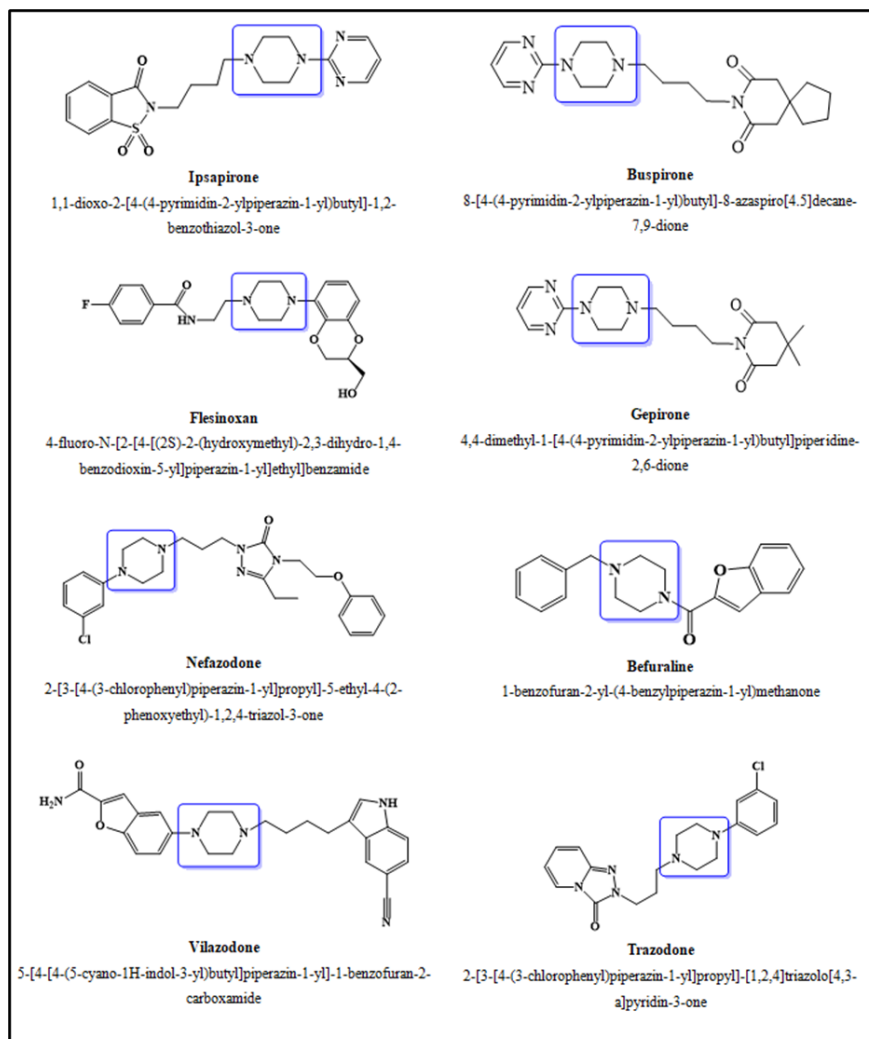 Ipsapirone
1,1-dioxo-2-[4-(4-pyrimidin-2-ylpiperazin-1-yl)butyl]-1,2-
benzothiazol-3-one
Buspirone
8-[4-(4-pyrimidin-2-ylpiperazin-1-yl)butyl]-8-azaspiro[4.5]decane-
7,9-dione
Flesinoxan
4-fluoro-N-[2-[4-[(2S)-2-(hydroxymethyl)-2,3-dihydro-1,4-
benzodioxin-5-yl]piperazin-1-yl]ethyl]benzamide
Gepirone
4,4-dimethyl-1-[4-(4-pyrimidin-2-ylpiperazin-1-yl)butyl]piperidine-
2,6-dione
Nefazodone
2-[3-[4-(3-chlorophenyl)piperazin-1-yl]propyl]-5-ethyl-4-(2-
phenoxyethyl)-1,2,4-triazol-3-one
Befuraline
1-benzofuran-2-yl-(4-benzylpiperazin-1-yl)methanone
Vilazodone
5-[4-[4-(5-cyano-1H-indol-3-yl)butyl]piperazin-1-yl]-1-benzofuran-2-
carboxamide
Trazodone
2-[3-[4-(3-chlorophenyl)piperazin-1-yl]propyl]-[1,2,4]triazolo[4,3-
a]pyridin-3-one